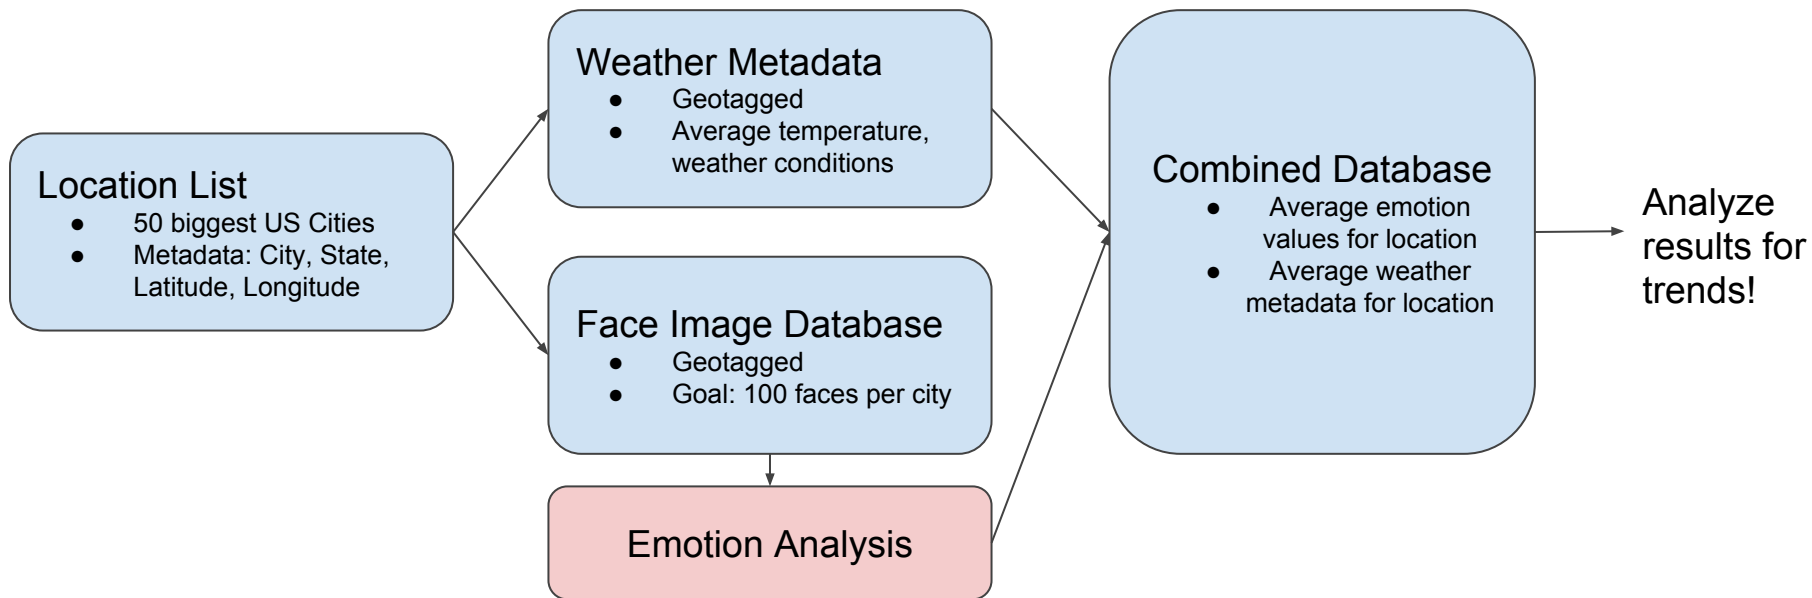 Location List
● 50 biggest US Cities
● Metadata: City, State,
Latitude, Longitude
Weather Metadata
● Geotagged
● Average temperature,
weather conditions
Face Image Database
● Geotagged
● Goal: 100 faces per city
Emotion Analysis
Combined Database
● Average emotion
values for location
● Average weather
metadata for location
Analyze
results for
trends!